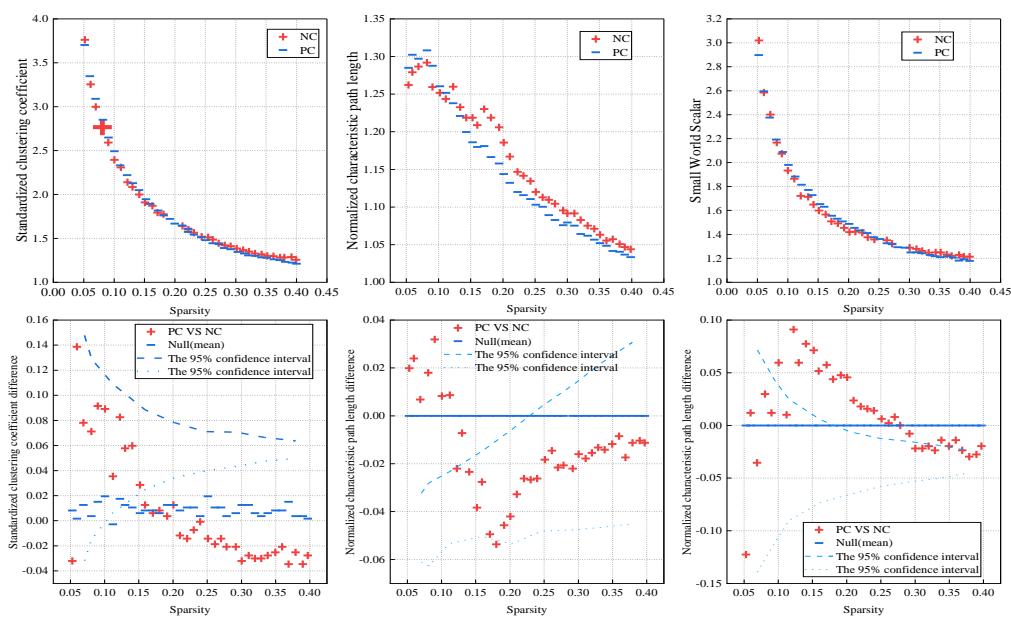 Standardized clustering coefficient
4.0
3.5
3.0
2.5
2.0
1.5
1.0
NC
PC
0.00 0.05 0.10 0.15 0.20 0.25 0.30 0.35 0.40 0.45
Sparsity
Normalized characteristic path length
1.35
1.30
1.25
1.20
1.15
1.10
1.05
1.00
NC
PC
0.05 0.10 0.15 0.20 0.25 0.30 0.35 0.40 0.45
Sparsity
Small World Scalar
3.2
3.0
2.8
2.6
2.4
2.2
2.0
1.8
1.6
1.4
1.2
1.0
NC
PC
0.00 0.05 0.10 0.15 0.20 0.25 0.30 0.35 0.40 0.45
Sparsity
Standardized clustering coefficient difference
0.16
0.14
0.12
0.10
0.08
0.06
0.04
0.02
0.00
-0.02
-0.04
PC VS NC
Null(mean)
The 95% confidence interval
The 95% confidence interval
0.05 0.10 0.15 0.20 0.25 0.30 0.35 0.40
Sparsity
Normalized characteristic path length difference
0.04
0.02
0.00
-0.02
-0.04
-0.06
PC VS NC
Null(mean)
The 95% confidence interval
The 95% confidence interval
0.05 0.10 0.15 0.20 0.25 0.30 0.35 0.40
Sparsity
Normalized characteristic path length difference
0.10
0.05
0.00
-0.05
-0.10
-0.15
PC VS NC
Null(mean)
The 95% confidence interval
The 95% confidence interval
0.05 0.10 0.15 0.20 0.25 0.30 0.35 0.40
Sparsity